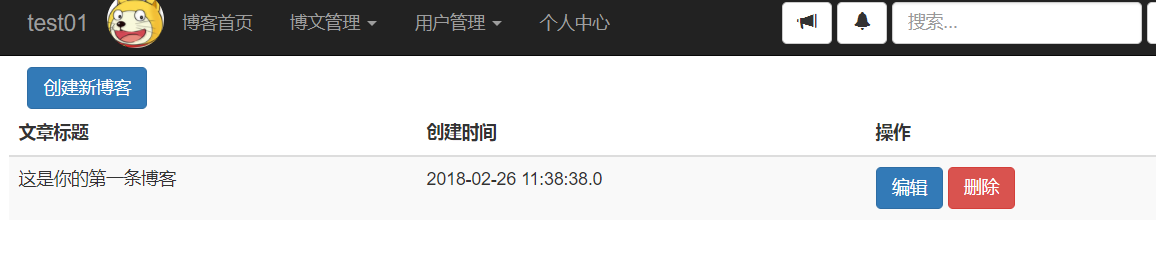 test01 博客首页 博文管理 用户管理 个人中心 搜索...
创建新博客
文章标题 创建时间 操作
这是你的第一条博客 2018-02-26 11:38:38.0 编辑 删除